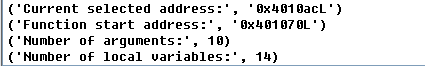 ('Current selected address:', '0x4010acL')
('Function start address:', '0x401070L')
('Number of arguments:', 10)
('Number of local variables:', 14)